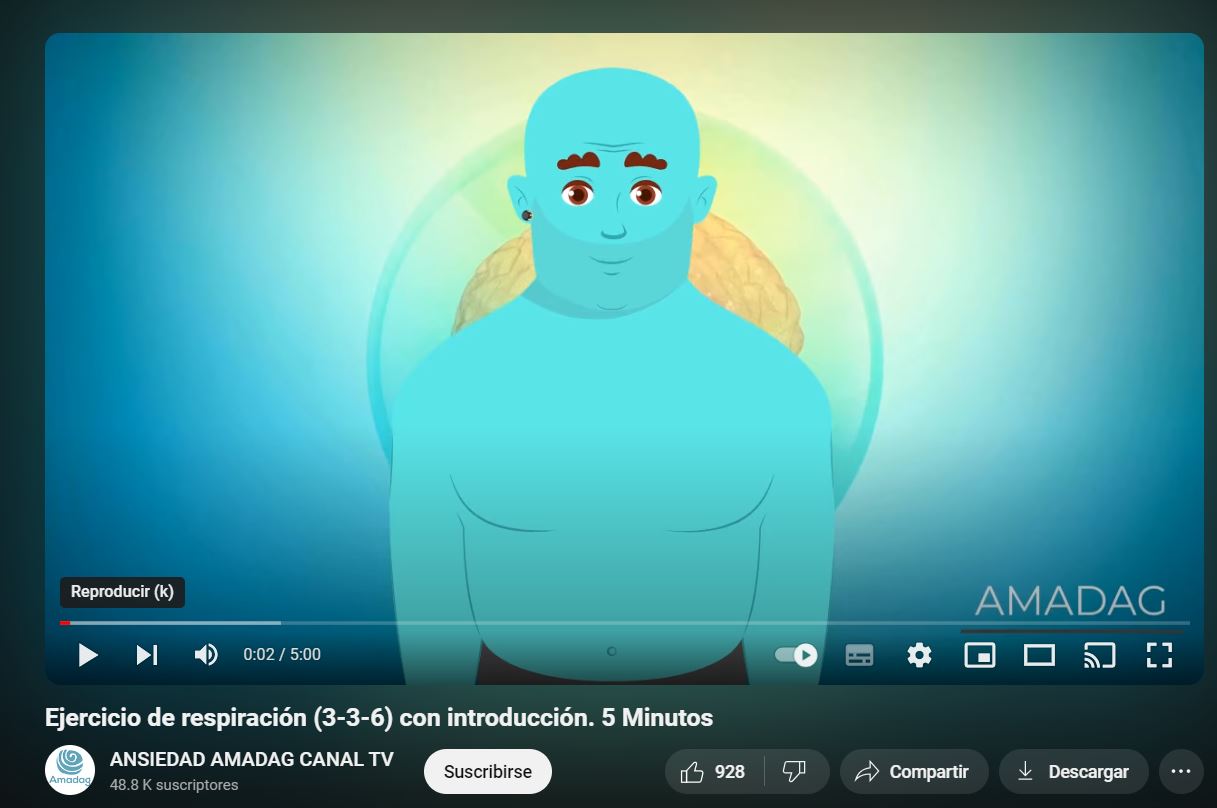 AMADAG
Reproducir (k)
0:02 / 5:00
Ejercicio de respiración (3-3-6) con introducción. 5 Minutos
Amadag
ANSIEDAD AMADAG CANAL TV
48.8 K suscriptores
Suscribirse
928
Compartir
Descargar